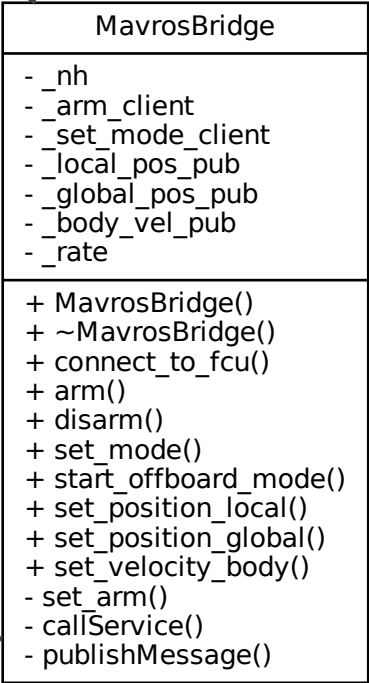 MavrosBridge
- _nh
- _arm_client
- _set_mode_client
- _local_pos_pub
- _global_pos_pub
- _body_vel_pub
- _rate
+ MavrosBridge()
+ ~MavrosBridge()
+ connect_to_fcu()
+ arm()
+ disarm()
+ set_mode()
+ start_offboard_mode()
+ set_position_local()
+ set_position_global()
+ set_velocity_body()
- set_arm()
- callService()
- publishMessage()